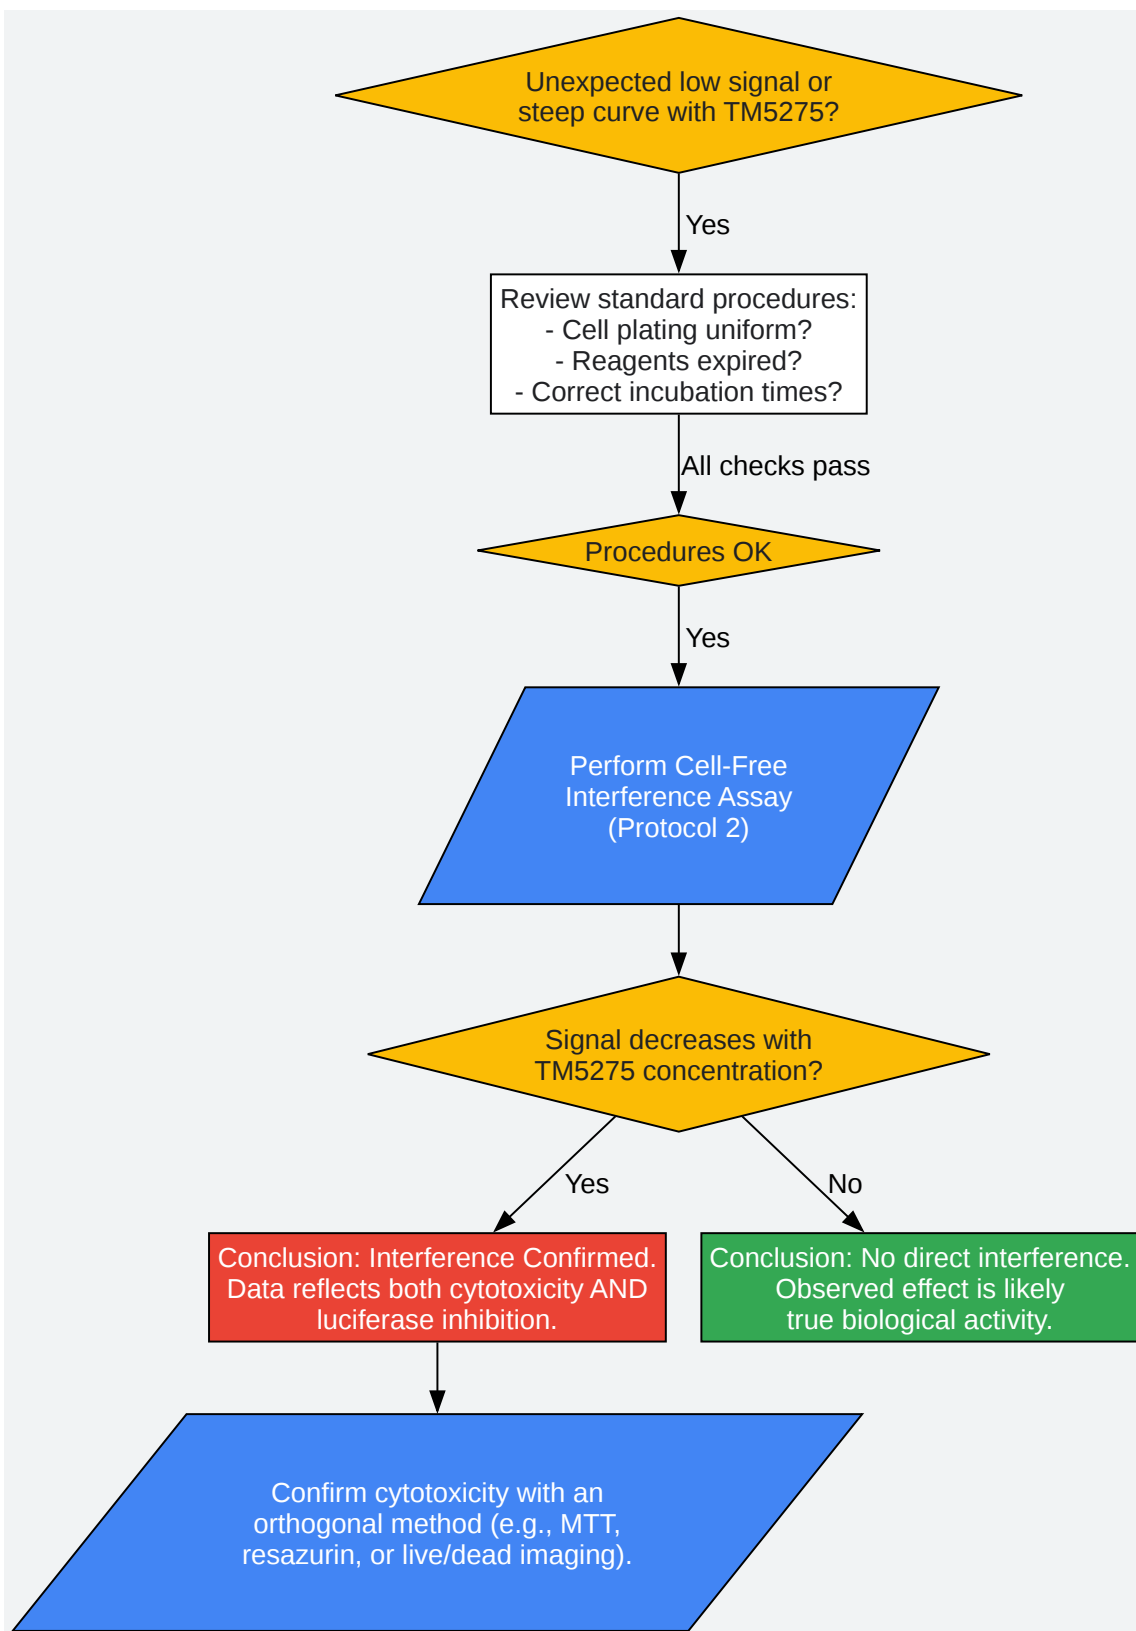 Unexpected low signal or
steep curve with TM5275?
Yes
Review standard procedures:
- Cell plating uniform?
- Reagents expired?
- Correct incubation times?
All checks pass
Procedures OK
Yes
Perform Cell-Free
Interference Assay
(Protocol 2)
Signal decreases with
TM5275 concentration?
Yes
No
Conclusion: Interference Confirmed.
Data reflects both cytotoxicity AND
luciferase inhibition.
Conclusion: No direct interference.
Observed effect is likely
true biological activity.
Confirm cytotoxicity with an
orthogonal method (e.g., MTT,
resazurin, or live/dead imaging).